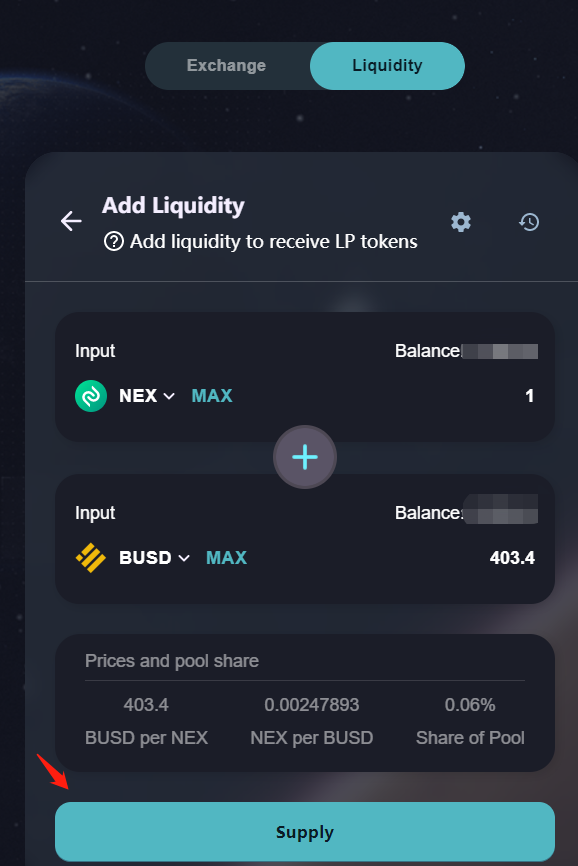 Exchange Liquidity
Add Liquidity
Add liquidity to receive LP tokens
Input Balance:
NEX MAX 1
Input Balance:
BUSD MAX 403.4
Prices and pool share
403.4 0.00247893 0.06%
BUSD per NEX NEX per BUSD Share of Pool
Supply